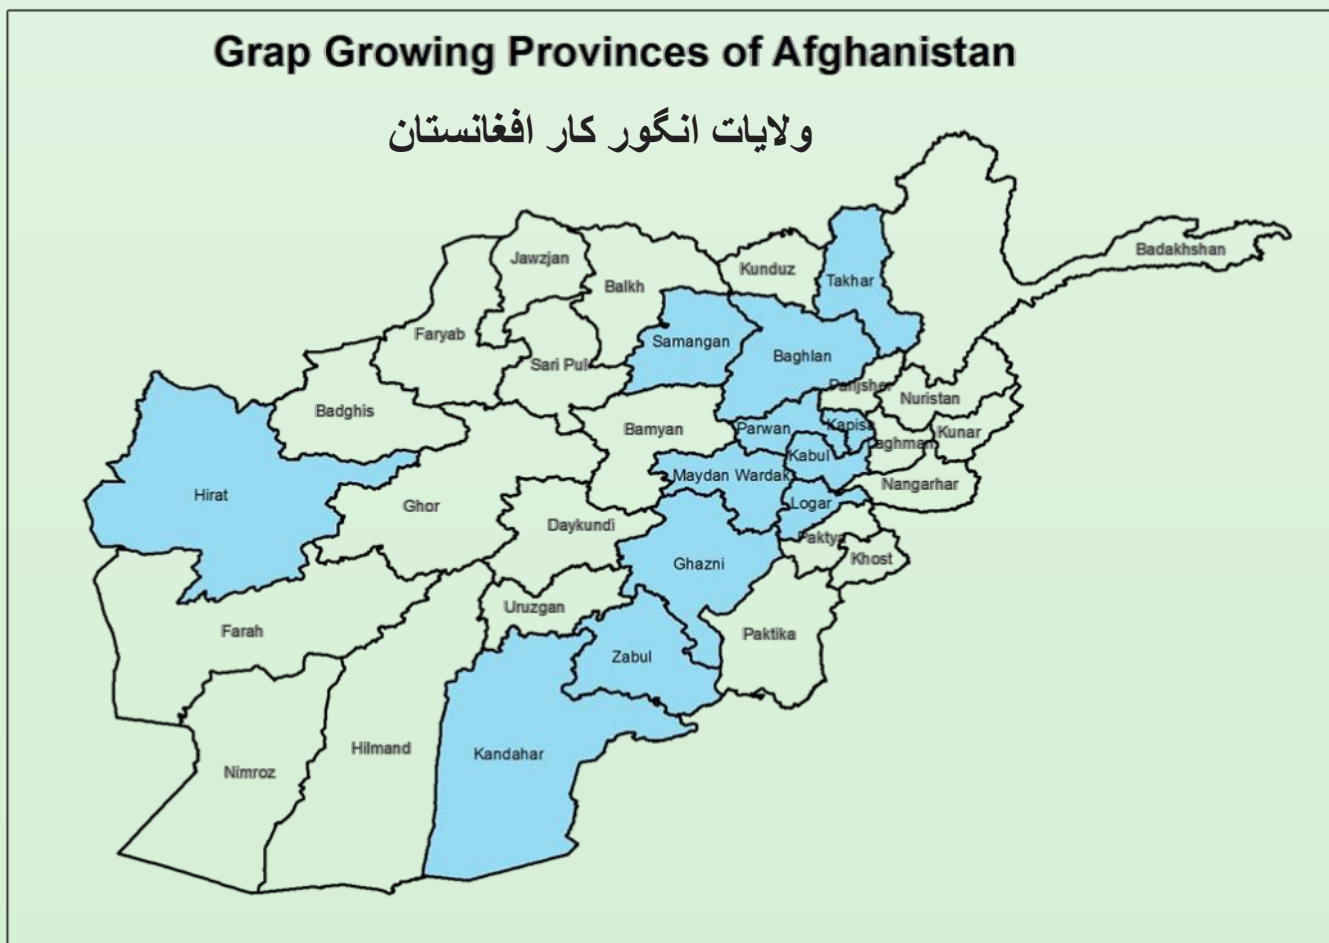 Grap Growing Provinces of Afghanistan
ولایات انگور کار افغانستان
Badakhshan
Jawzjan
Kunduz
Takhar
Balkh
Faryab
Samangan
Baghlan
Sari Pul
Panjsher
Nuristan
Badghis
Bamyan
Parwan
Kapisa
Kunar
Laghman
Kabul
Maydan Wardak
Nangarhar
Hirat
Ghor
Logar
Daykundi
Paktya
Khost
Ghazni
Uruzgan
Farah
Paktika
Zabul
Hilmand
Kandahar
Nimroz